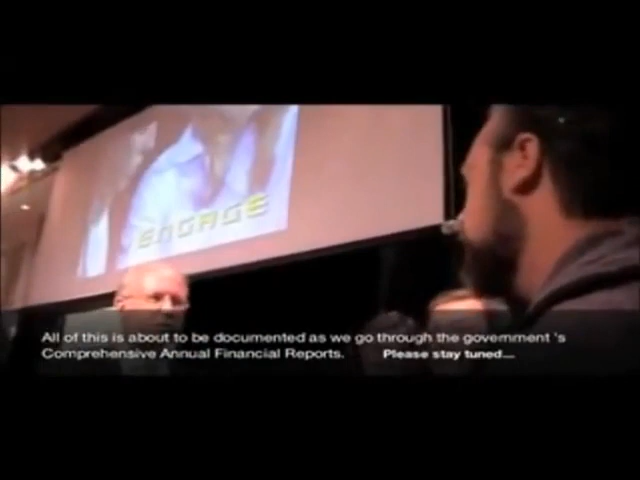 ENGAGE
All of this is about to be documented as we go through the government 's
Comprehensive Annual Financial Reports. Please stay tuned....